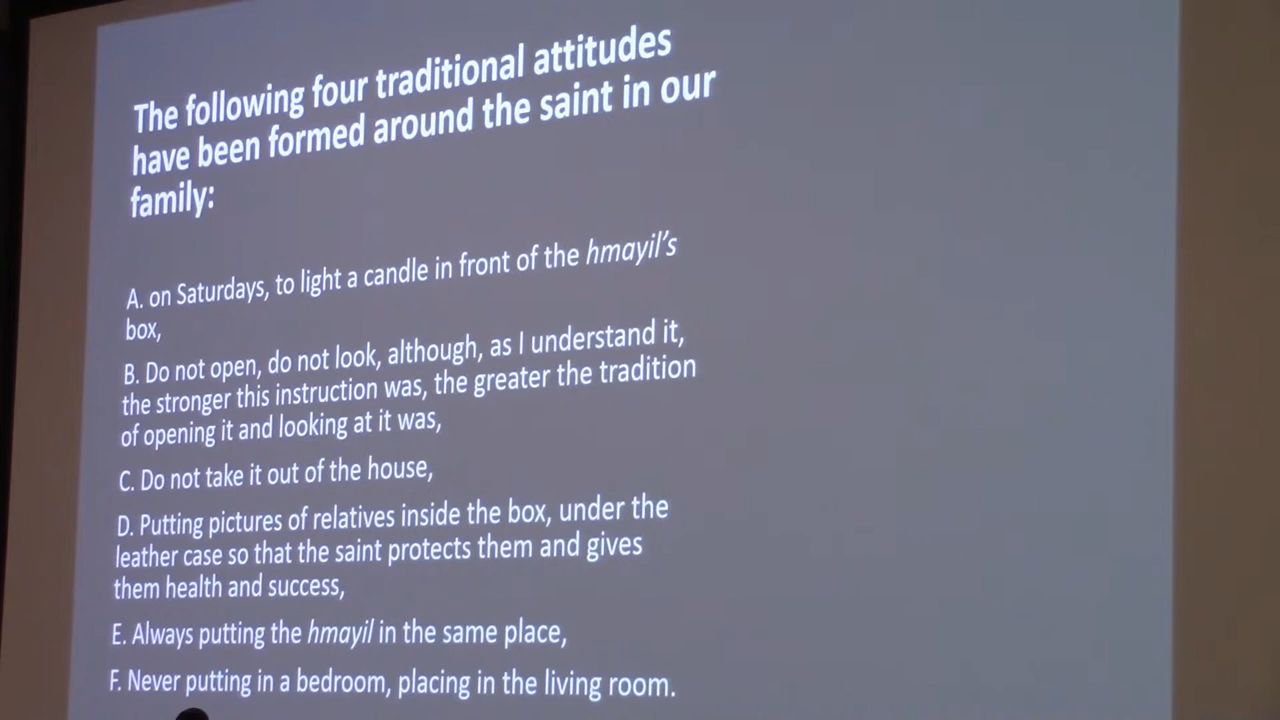 The following four traditional attitudes
have been formed around the saint in our
family:
A. on Saturdays, to light a candle in front of the hmayil's
box,
B. Do not open, do not look, although, as I understand it,
the stronger this instruction was, the greater the tradition
of opening it and looking at it was,
C. Do not take it out of the house,
D. Putting pictures of relatives inside the box, under the
leather case so that the saint protects them and gives
them health and success,
E. Always putting the hmayil in the same place,
F. Never putting in a bedroom, placing in the living room.